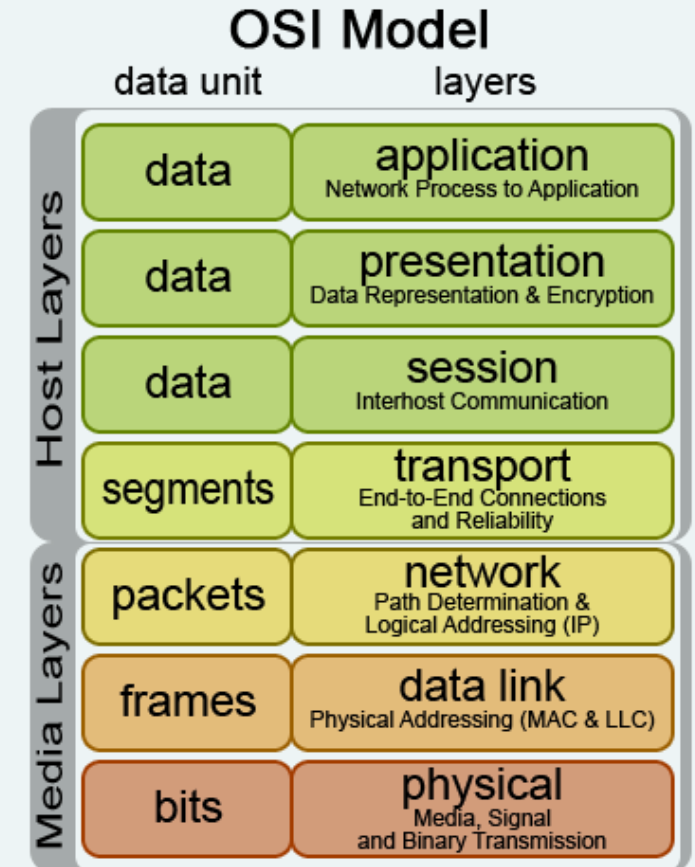 OSI Model
data unit layers
Host Layers
data
application
Network Process to Application
data
presentation
Data Representation & Encryption
data
session
Interhost Communication
segments
transport
End-to-End Connections
and Reliability
Media Layers
packets
network
Path Determination &
Logical Addressing (IP)
frames
data link
Physical Addressing (MAC & LLC)
bits
physical
Media, Signal
and Binary Transmission